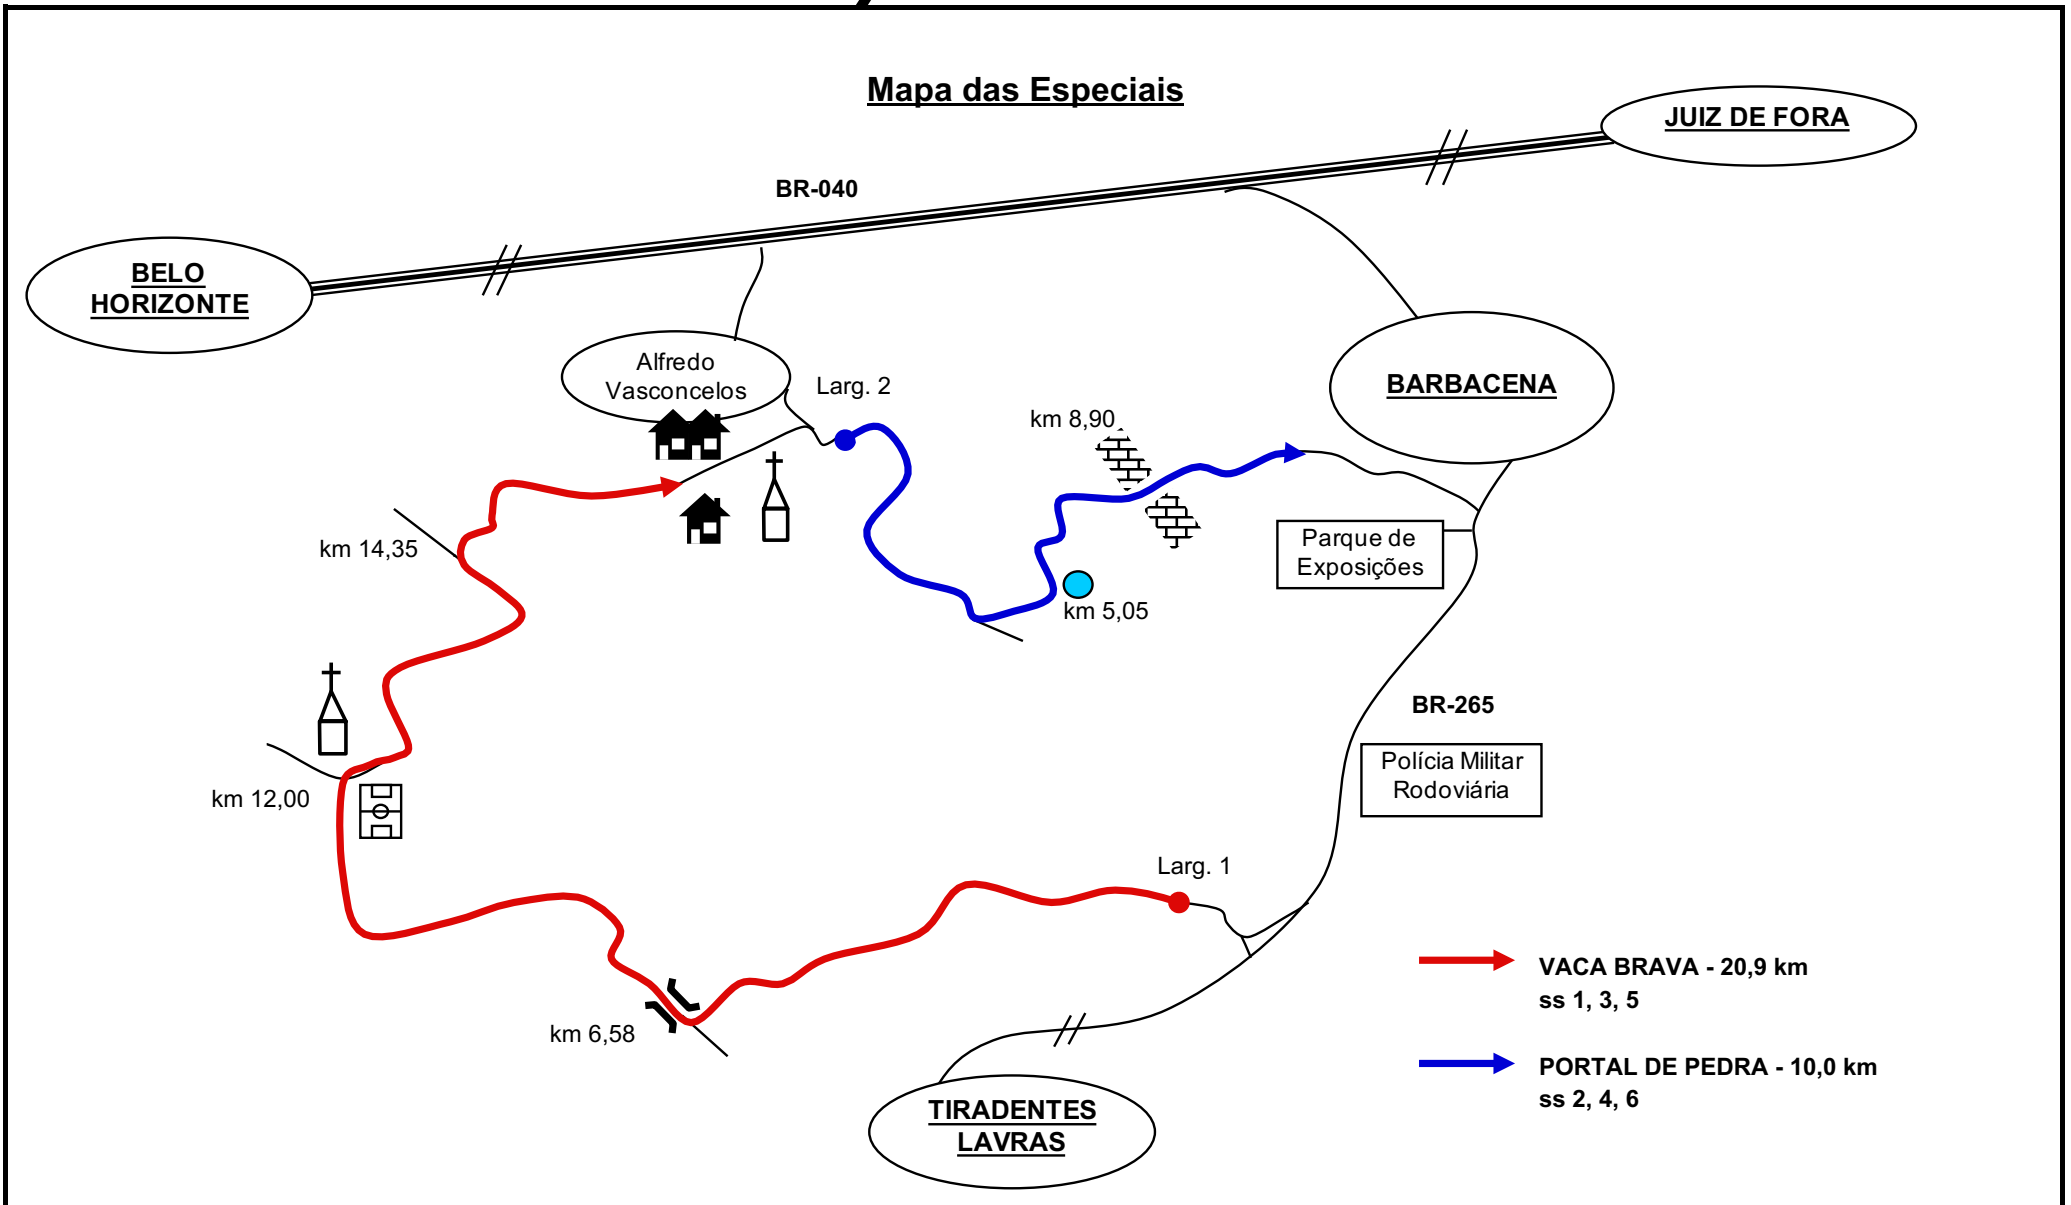 Mapa das Especiais
JUIZ DE FORA
BR-040
BELO
HORIZONTE
Alfredo
Vasconcelos
Larg. 2
BARBACENA
km 8,90
km 14,35
Parque de
Exposições
km 5,05
BR-265
Polícia Militar
Rodoviária
km 12,00
Larg. 1
VACA BRAVA - 20,9 km
ss 1, 3, 5
km 6,58
PORTAL DE PEDRA - 10,0 km
ss 2, 4, 6
TIRADENTES
LAVRAS